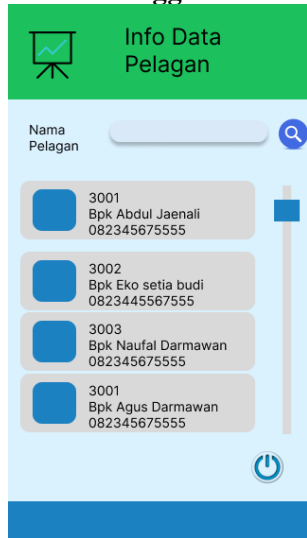 Info Data
Pelagan
Nama
Pelagan
3001
Bpk Abdul Jaenali
082345675555
3002
Bpk Eko setia budi
0823445567555
3003
Bpk Naufal Darmawan
082345675555
3001
Bpk Agus Darmawan
082345675555